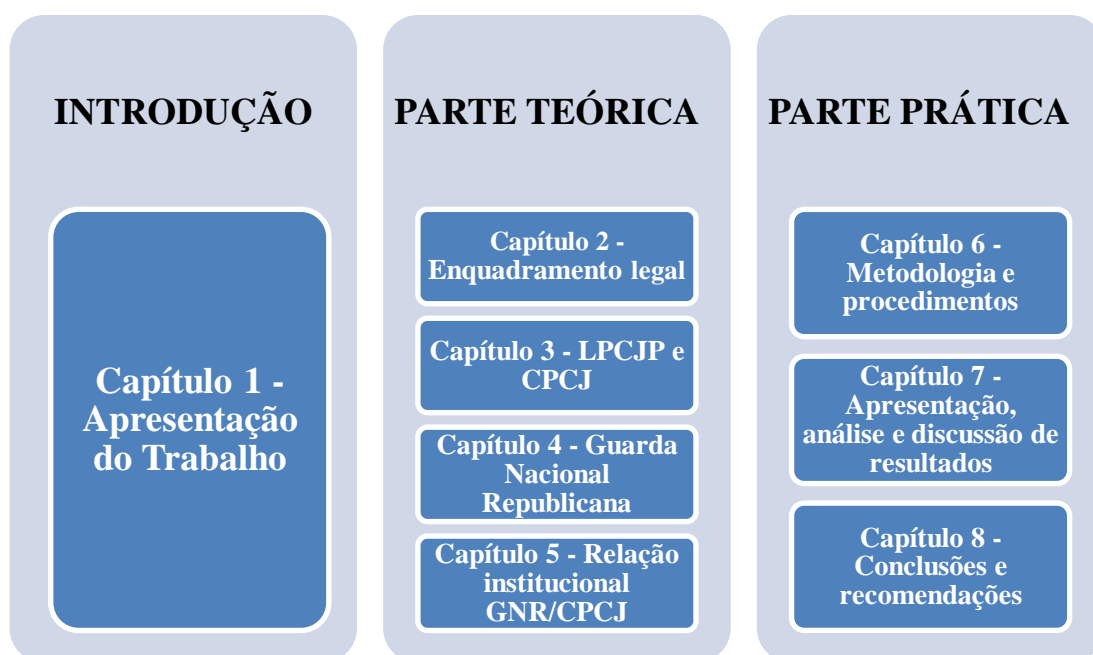 INTRODUÇÃO
Capítulo 1 -
Apresentação
do Trabalho
PARTE TEÓRICA
Capítulo 2 -
Enquadramento legal
Capítulo 3 - LPCJP e
CPCJ
Capítulo 4 - Guarda
Nacional
Republicana
Capítulo 5 - Relação
institucional
GNR/CPCJ
PARTE PRÁTICA
Capítulo 6 -
Metodologia e
procedimentos
Capítulo 7 -
Apresentação,
análise e discussão de
resultados
Capítulo 8 -
Conclusões e
recomendações